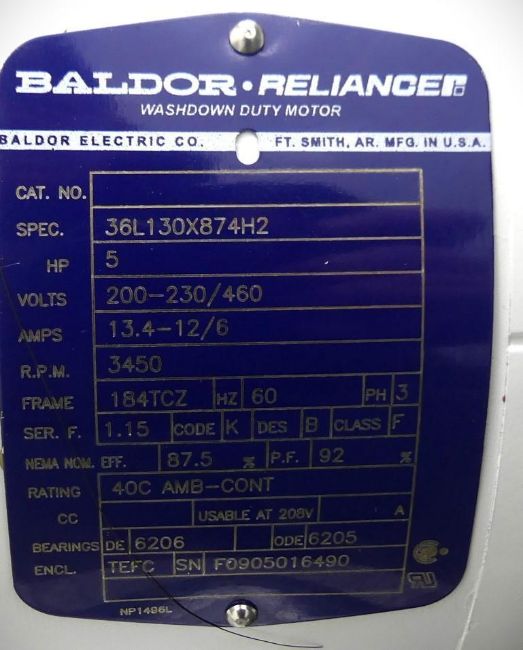 BALDOR • RELIANCE
WASHDOWN DUTY MOTOR
BALDOR ELECTRIC CO. FT. SMITH, AR. MFG. IN U.S.A.
CAT. NO.
SPEC. 36L130X874H2
HP 5
VOLTS 200-230/460
AMPS 13.4-12/6
R.P.M. 3450
FRAME 184TCZ HZ 60 PH 3
SER. F. 1.15 CODE K DES B CLASS F
NEMA NOM. EFF. 87.5 % P.F. 92 %
RATING 40C AMB-CONT
CC USABLE AT 208V A
BEARINGS DE 6206 ODE 6205
ENCL. TEFC SN F0905016490
NP1486L